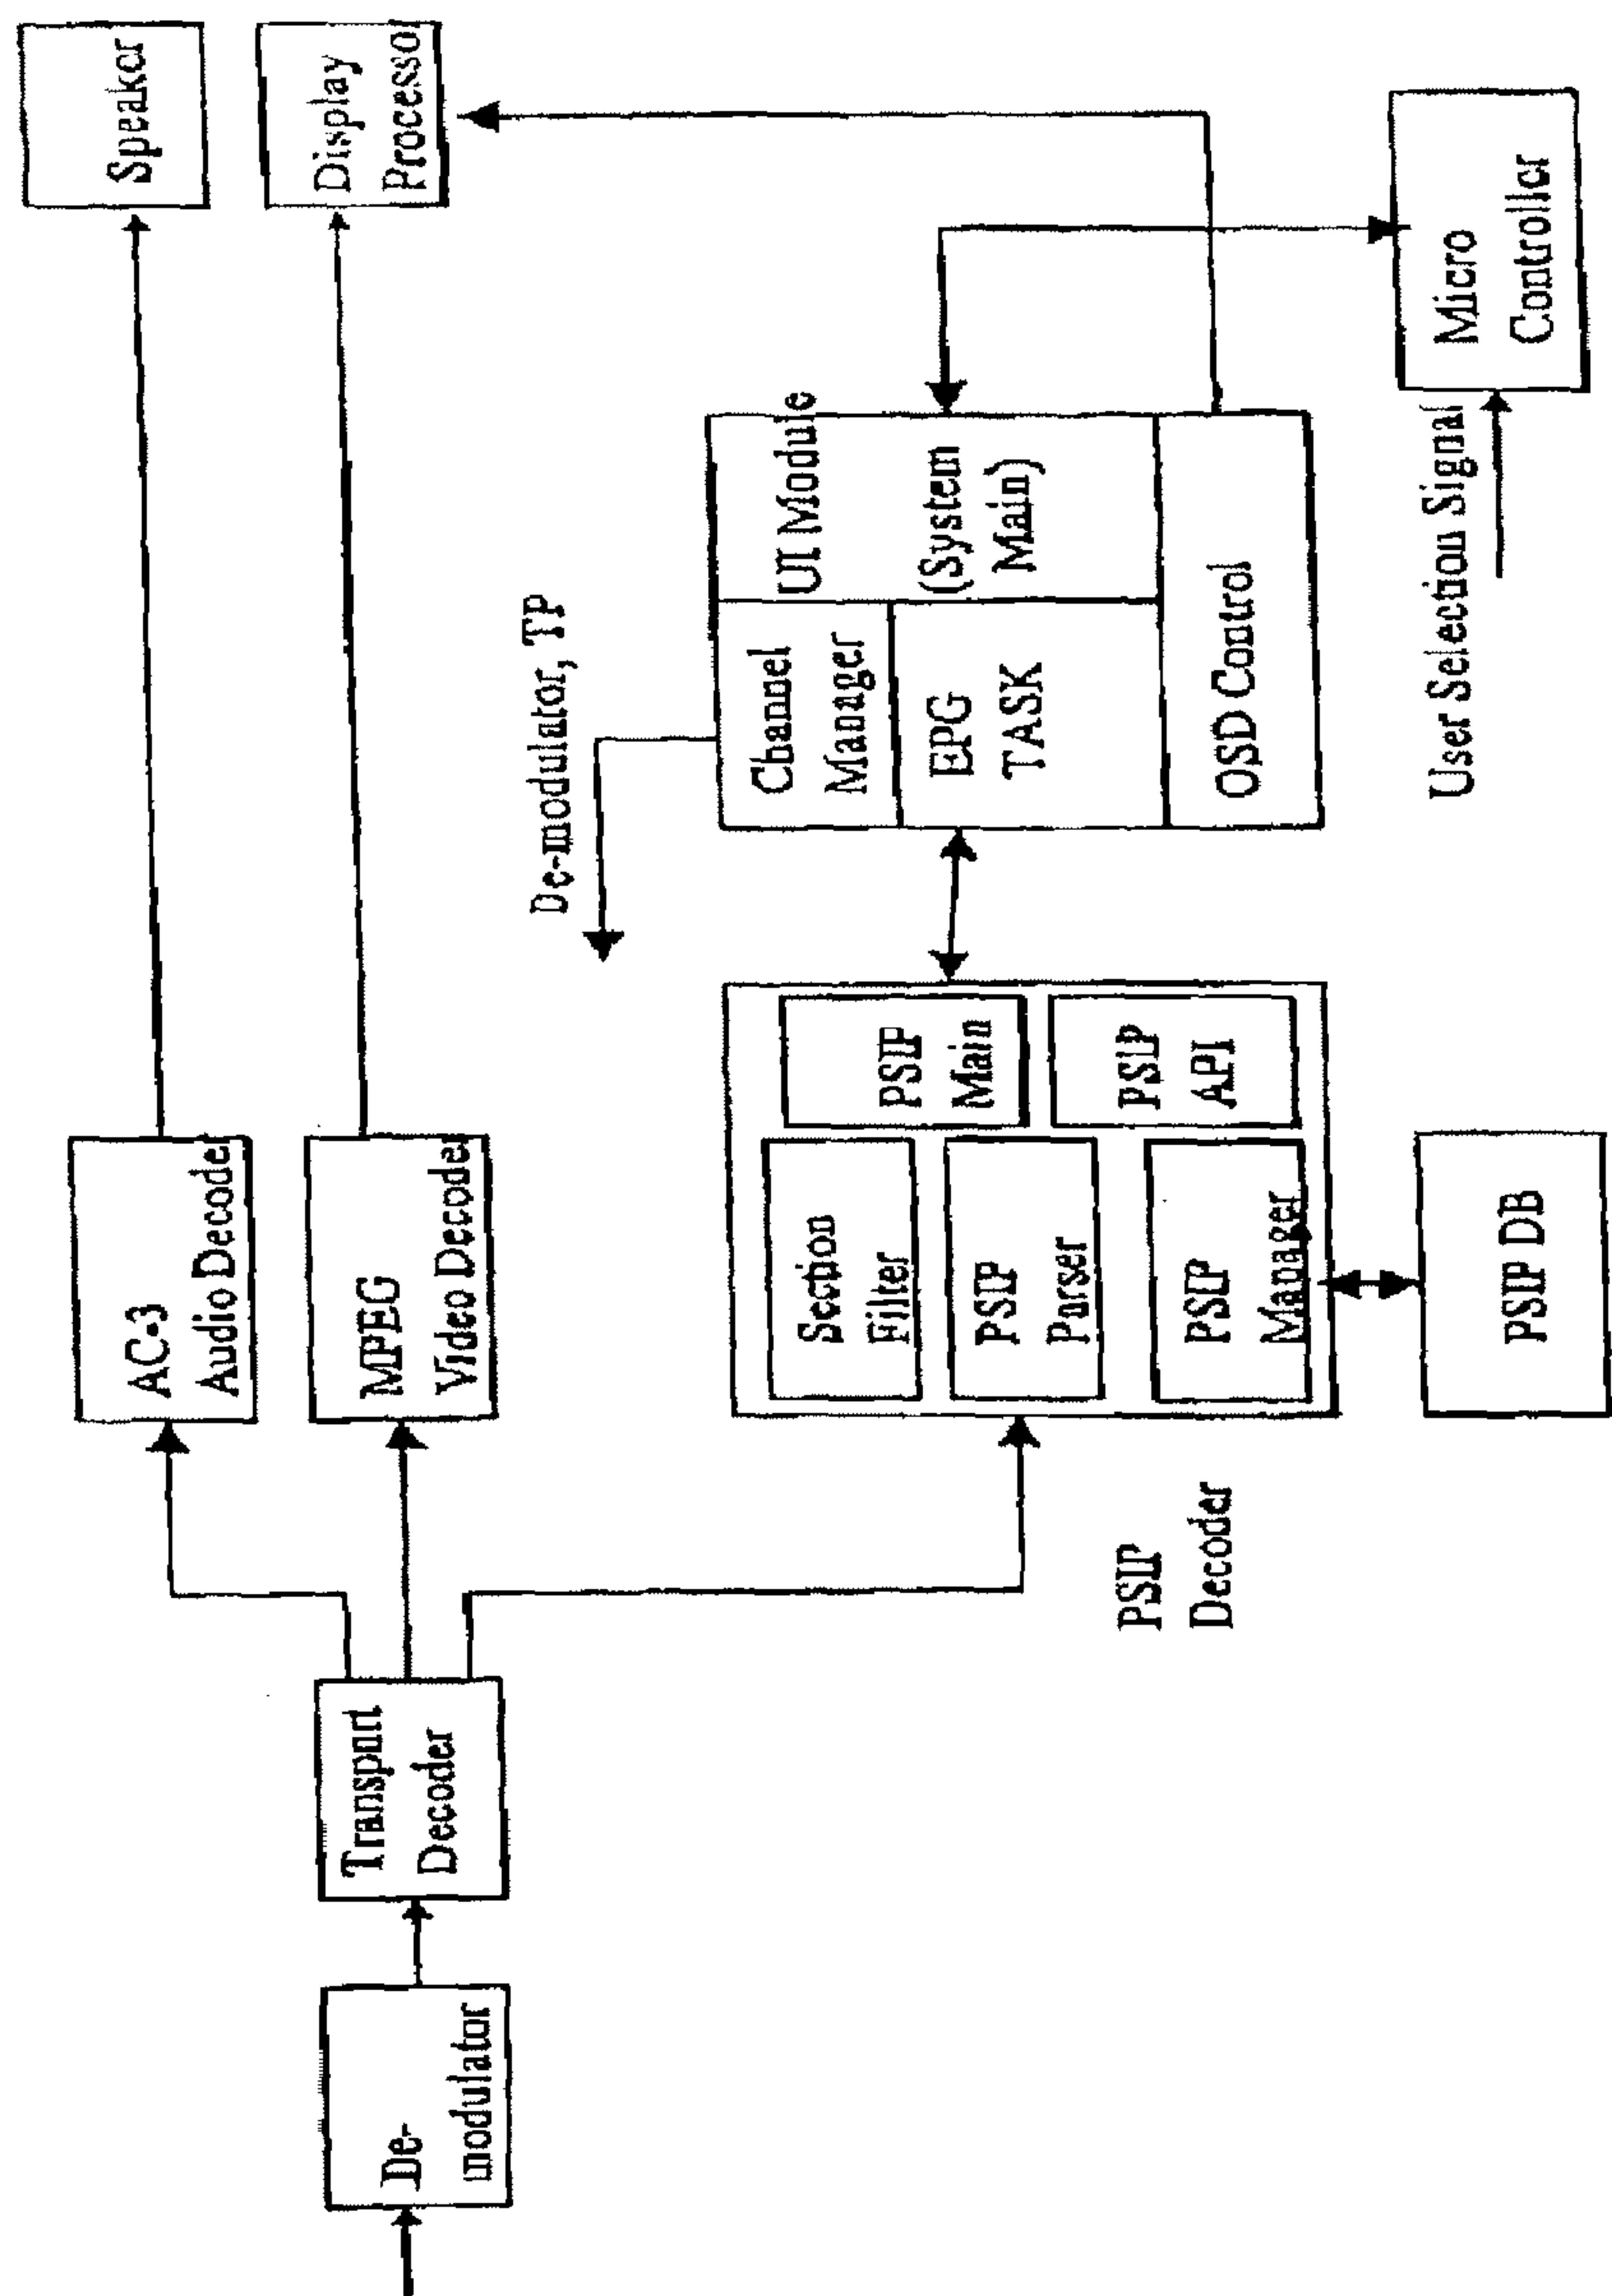 Speaker
Display
Processo
AC-3
Audio Decoder
MPEG
Video Decoder
Transport
Decoder
De-
modulator
De-modulator, TP
Channel
Manager
UI Module
(System
Main)
EPG
TASK
OSD Control
Micro
Controller
User Selection Signal
PSIP
Main
PSIP
API
Section
Filter
PSIP
Parser
PSIP
Manager
PSIP DB
PSIP
Decoder